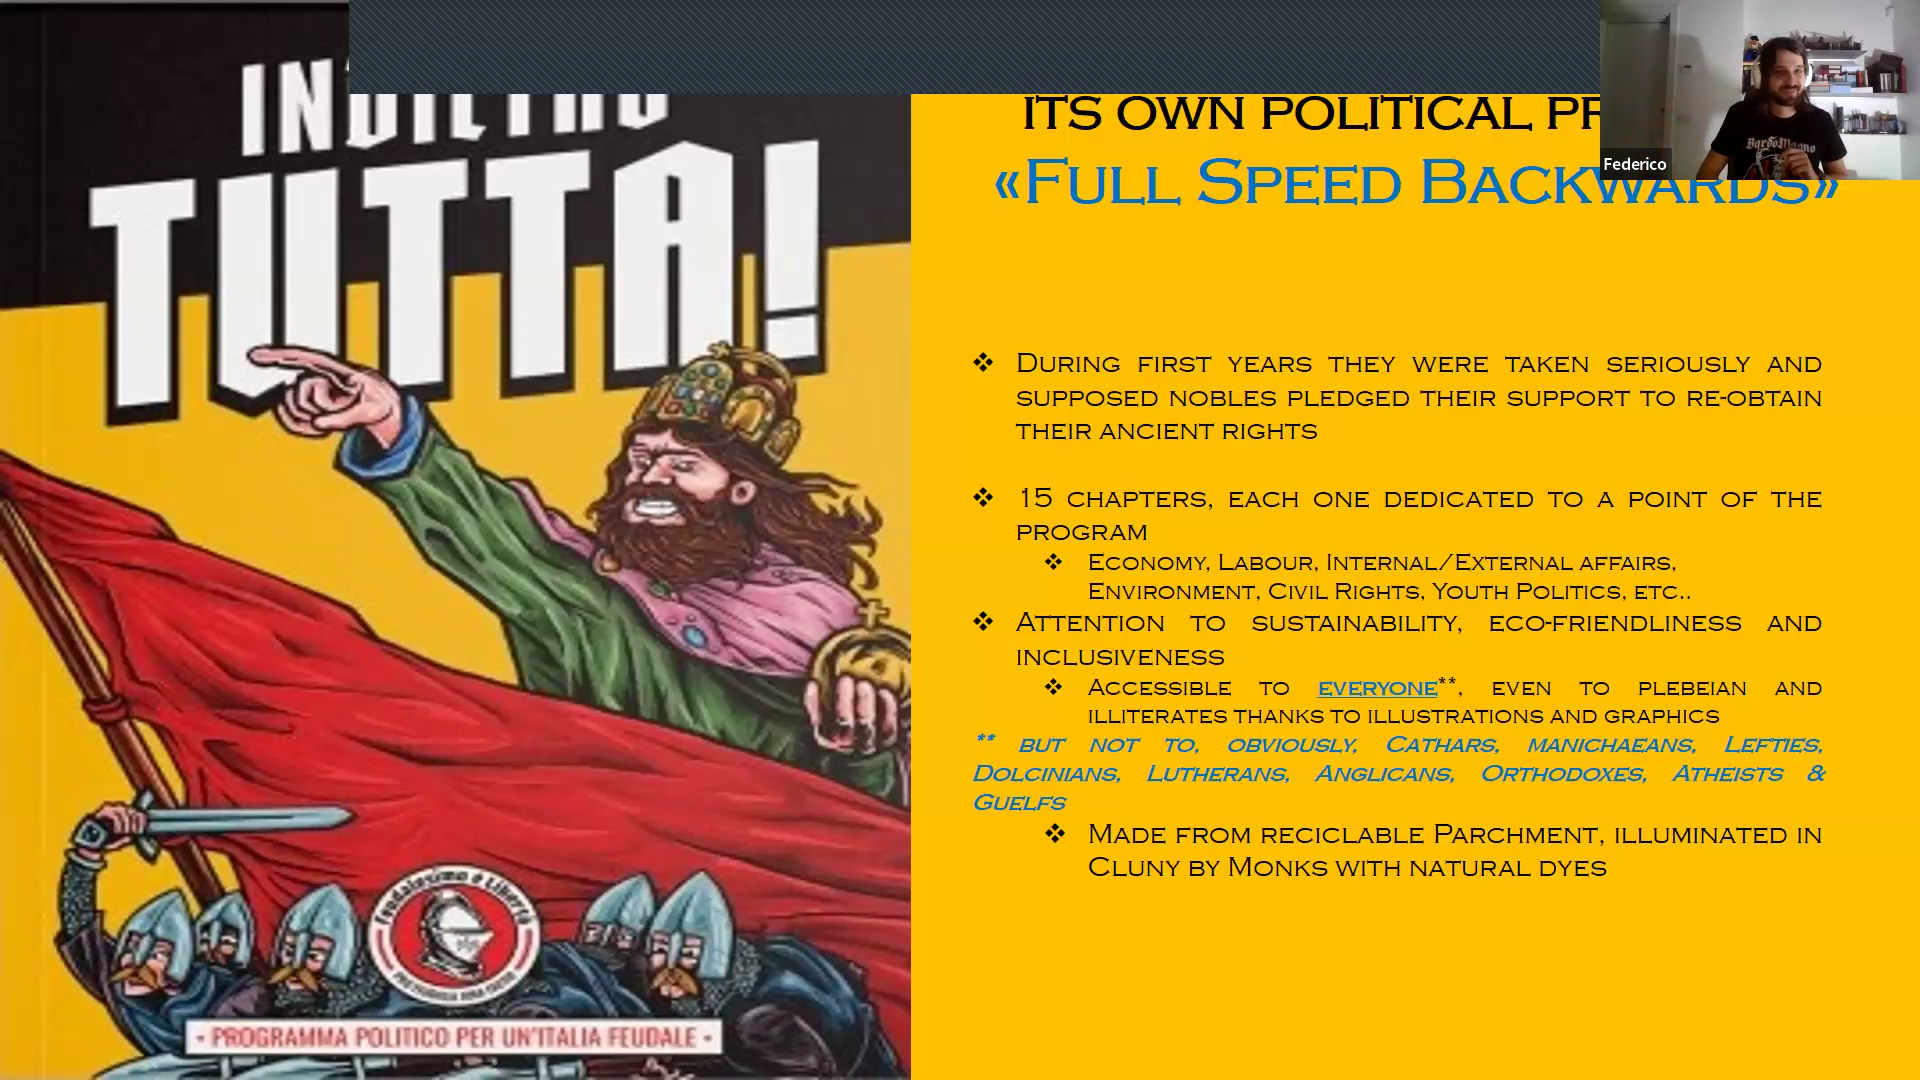 TUTTA!
Feudalesimo e Libertà
- PROGRAMMA POLITICO PER UN'ITALIA FEUDALE -
ITS OWN POLITICAL
«FULL SPEED BACKWARDS»
Federico
BardoMagno
❖ DURING FIRST YEARS THEY WERE TAKEN SERIOUSLY AND
SUPPOSED NOBLES PLEDGED THEIR SUPPORT TO RE-OBTAIN
THEIR ANCIENT RIGHTS
❖ 15 CHAPTERS, EACH ONE DEDICATED TO A POINT OF THE
PROGRAM
❖ ECONOMY, LABOUR, INTERNAL/EXTERNAL AFFAIRS,
ENVIRONMENT, CIVIL RIGHTS, YOUTH POLITICS, ETC..
❖ ATTENTION TO SUSTAINABILITY, ECO-FRIENDLINESS AND
INCLUSIVENESS
❖ ACCESSIBLE TO EVERYONE**, EVEN TO PLEBEIAN AND
ILLITERATES THANKS TO ILLUSTRATIONS AND GRAPHICS
** BUT NOT TO, OBVIOUSLY, CATHARS, MANICHAEANS, LEFTIES,
DOLCINIANS, LUTHERANS, ANGLICANS, ORTHODOXES, ATHEISTS &
GUELFS
❖ MADE FROM RECICLABLE PARCHMENT, ILLUMINATED IN
CLUNY BY MONKS WITH NATURAL DYES